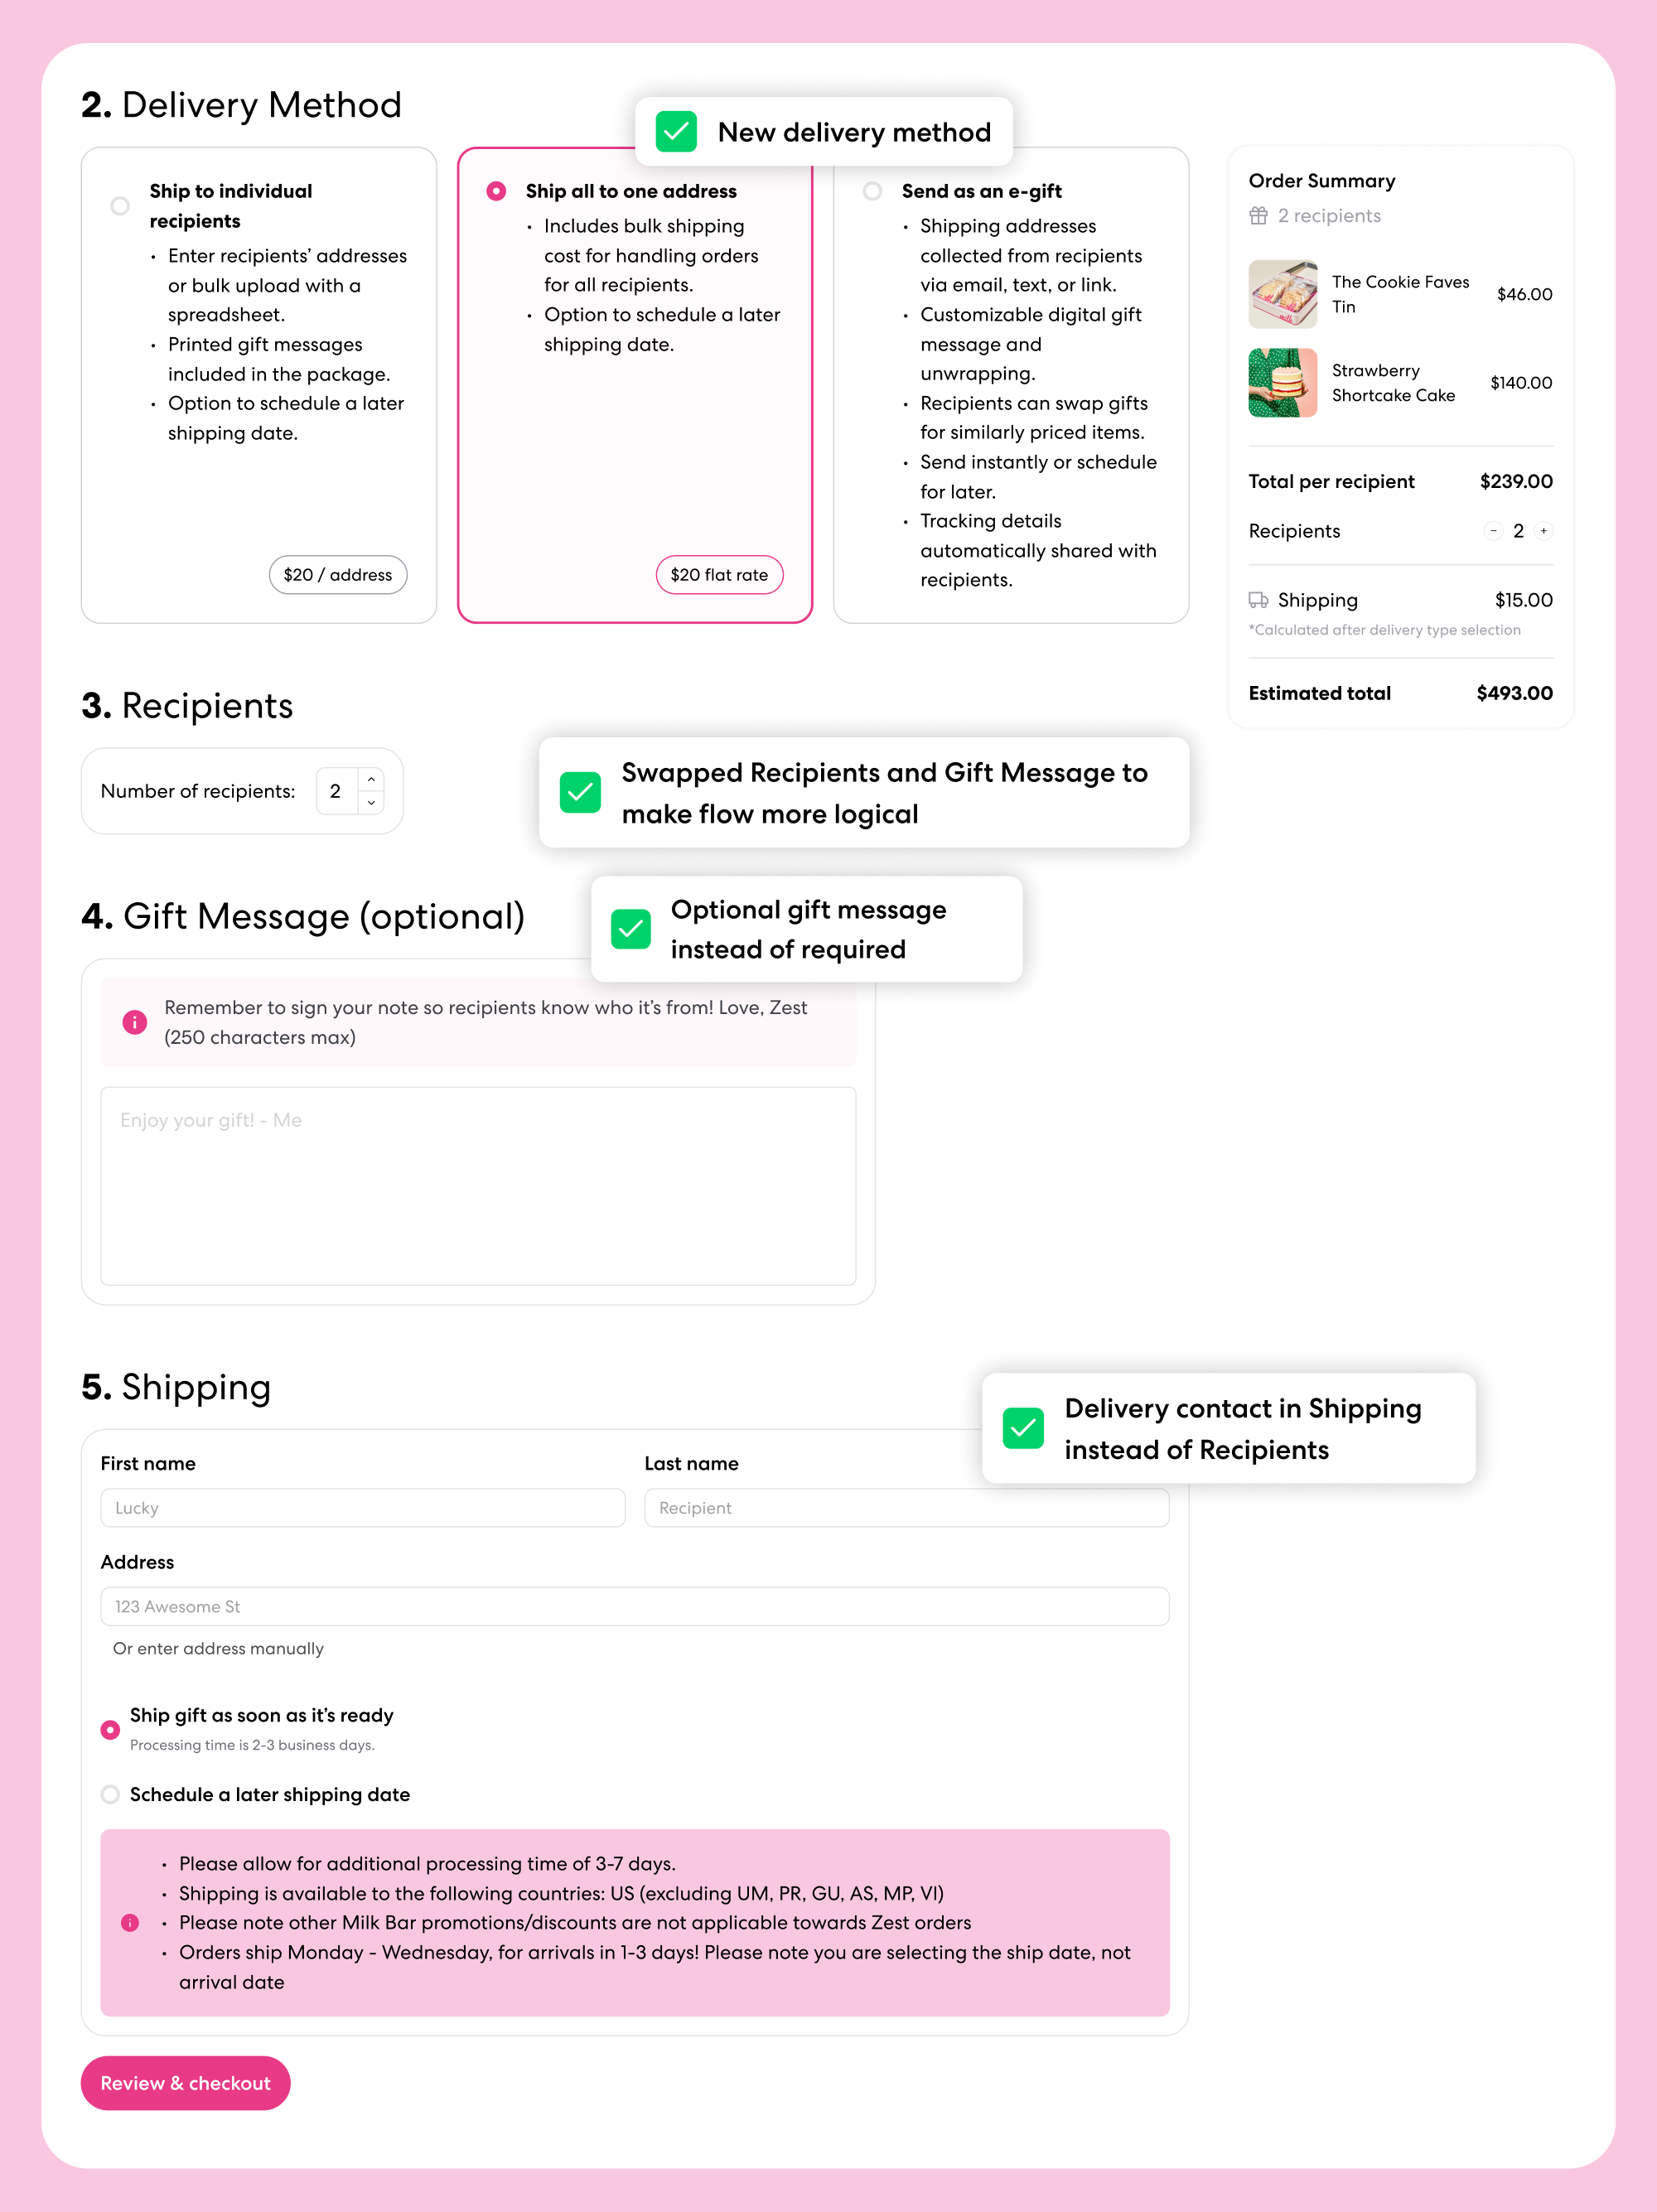 2. Delivery Method
New delivery method
Ship to individual
recipients
• Enter recipients’ addresses
or bulk upload with a
spreadsheet.
• Printed gift messages
included in the package.
• Option to schedule a later
shipping date.
$20 / address
Ship all to one address
• Includes bulk shipping
cost for handling orders
for all recipients.
• Option to schedule a later
shipping date.
$20 flat rate
Send as an e-gift
• Shipping addresses
collected from recipients
via email, text, or link.
• Customizable digital gift
message and
unwrapping.
• Recipients can swap gifts
for similarly priced items.
• Send instantly or schedule
for later.
• Tracking details
automatically shared with
recipients.
Order Summary
2 recipients
The Cookie Faves
Tin
$46.00
Strawberry
Shortcake Cake
$140.00
Total per recipient $239.00
Recipients - 2 +
Shipping $15.00
*Calculated after delivery type selection
Estimated total $493.00
3. Recipients
Number of recipients: 2
Swapped Recipients and Gift Message to
make flow more logical
4. Gift Message (optional)
Optional gift message
instead of required
Remember to sign your note so recipients know who it’s from! Love, Zest
(250 characters max)
Enjoy your gift! - Me
5. Shipping
Delivery contact in Shipping
instead of Recipients
First name
Lucky
Last name
Recipient
Address
123 Awesome St
Or enter address manually
Ship gift as soon as it’s ready
Processing time is 2-3 business days.
Schedule a later shipping date
• Please allow for additional processing time of 3-7 days.
• Shipping is available to the following countries: US (excluding UM, PR, GU, AS, MP, VI)
• Please note other Milk Bar promotions/discounts are not applicable towards Zest orders
• Orders ship Monday - Wednesday, for arrivals in 1-3 days! Please note you are selecting the ship date, not
arrival date
Review & checkout